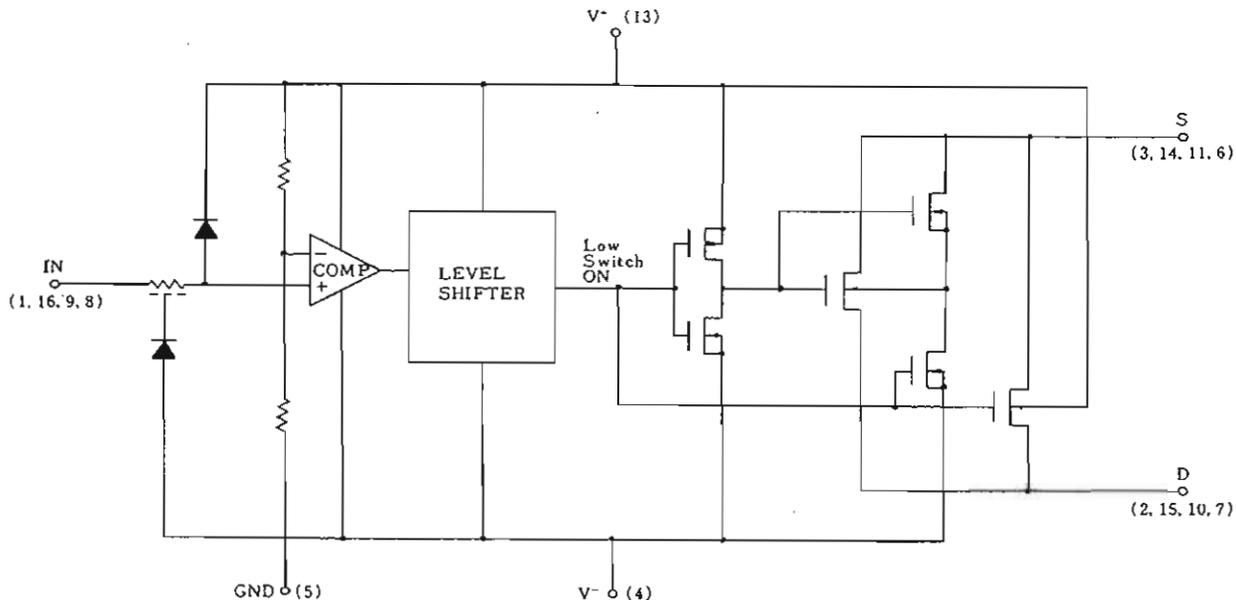 V⁺ (13)
S
(3, 14, 11, 6)
Low
Switch
ON
IN
(1, 16, 9, 8)
−
COMP
+
LEVEL
SHIFTER
D
(2, 15, 10, 7)
GND (5)
V⁻ (4)